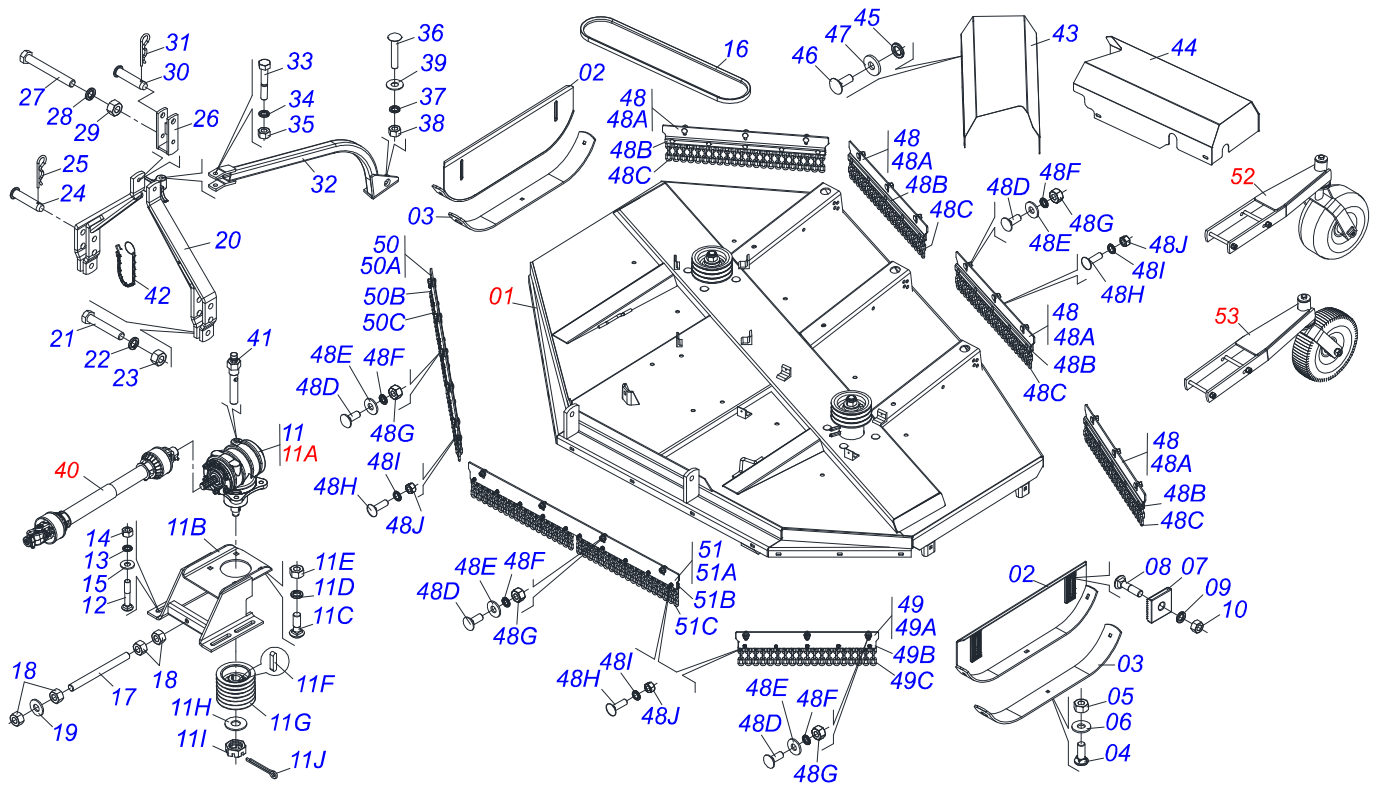 31
30
27
28
29
26
25
24
20
42
21
22
23
33
34
35
32
36
39
37
38
02
03
16
46
47
45
43
44
48
48A
48B
48C
48
48A
48B
48C
48D
48F
48E
48G
48J
48I
48H
48
48A
48B
48C
52
53
01
50
50A
50B
50C
48E
48F
48D
48G
48I
48H
48J
41
11
11A
40
14
13
15
12
11B
11E
11D
11C
18
18
17
19
11F
11H
11G
11I
11J
51
51A
51B
51C
48F
48E
48D
48G
49
49A
49B
49C
48I
48H
48J
48E
48F
48D
48G
48
48A
48B
48C
02
08
07
09
10
03
05
06
04